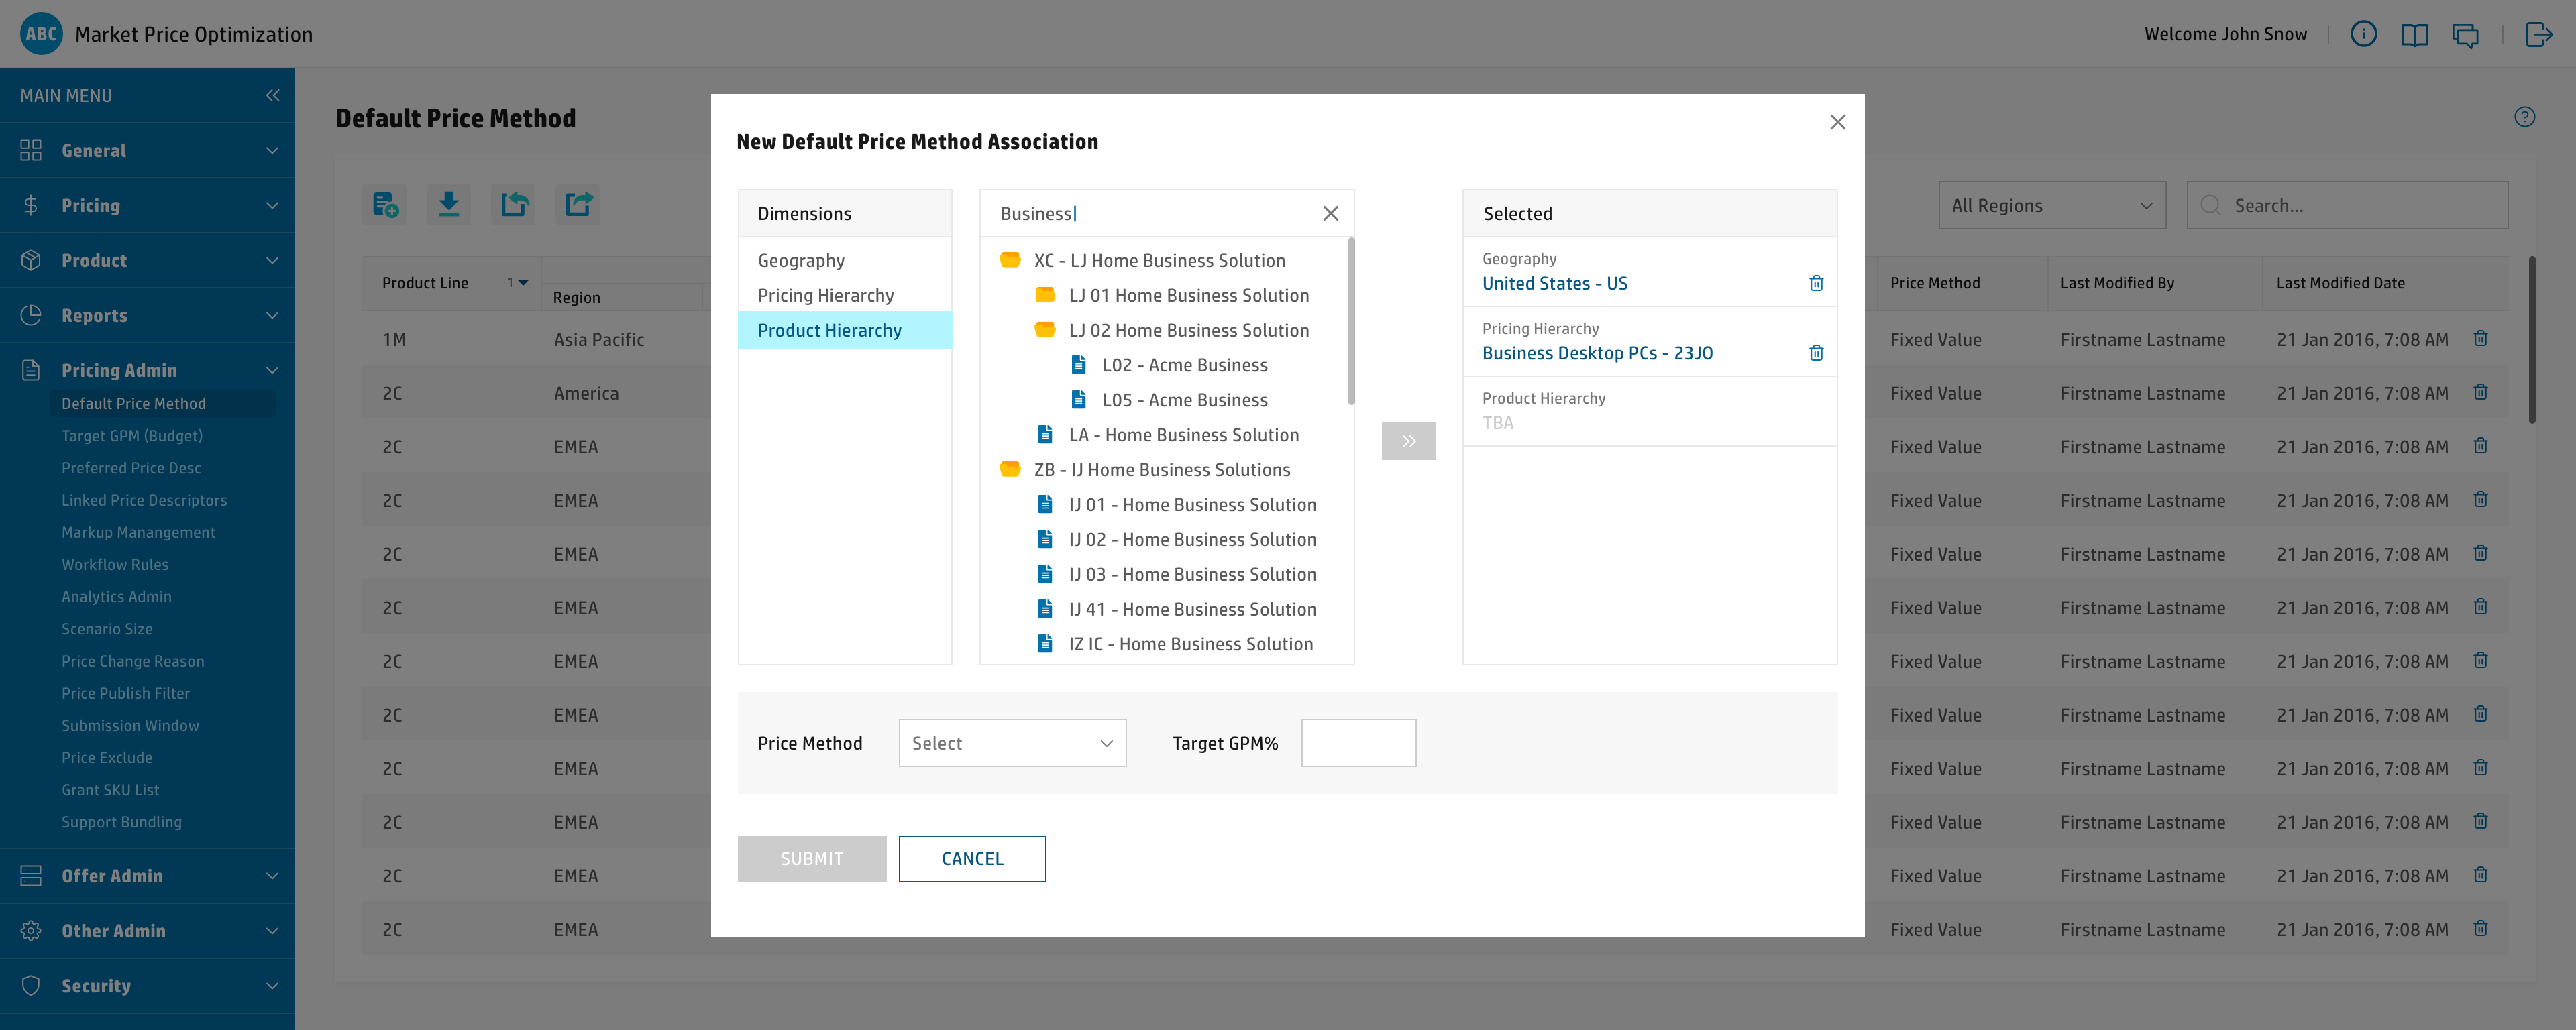 ABC Market Price Optimization
Welcome John Snow
MAIN MENU
General
Pricing
Product
Reports
Pricing Admin
Default Price Method
Target GPM (Budget)
Preferred Price Desc
Linked Price Descriptors
Markup Manangement
Workflow Rules
Analytics Admin
Scenario Size
Price Change Reason
Price Publish Filter
Submission Window
Price Exclude
Grant SKU List
Support Bundling
Offer Admin
Other Admin
Security
Default Price Method
All Regions
Search...
Product Line 1
Region
Price Method Last Modified By Last Modified Date
1M Asia Pacific Fixed Value Firstname Lastname 21 Jan 2016, 7:08 AM
2C America Fixed Value Firstname Lastname 21 Jan 2016, 7:08 AM
2C EMEA Fixed Value Firstname Lastname 21 Jan 2016, 7:08 AM
2C EMEA Fixed Value Firstname Lastname 21 Jan 2016, 7:08 AM
2C EMEA Fixed Value Firstname Lastname 21 Jan 2016, 7:08 AM
2C EMEA Fixed Value Firstname Lastname 21 Jan 2016, 7:08 AM
2C EMEA Fixed Value Firstname Lastname 21 Jan 2016, 7:08 AM
2C EMEA Fixed Value Firstname Lastname 21 Jan 2016, 7:08 AM
2C EMEA Fixed Value Firstname Lastname 21 Jan 2016, 7:08 AM
2C EMEA Fixed Value Firstname Lastname 21 Jan 2016, 7:08 AM
2C EMEA Fixed Value Firstname Lastname 21 Jan 2016, 7:08 AM
2C EMEA Fixed Value Firstname Lastname 21 Jan 2016, 7:08 AM
New Default Price Method Association
Dimensions
Geography
Pricing Hierarchy
Product Hierarchy
Business
XC - LJ Home Business Solution
LJ 01 Home Business Solution
LJ 02 Home Business Solution
L02 - Acme Business
L05 - Acme Business
LA - Home Business Solution
ZB - IJ Home Business Solutions
IJ 01 - Home Business Solution
IJ 02 - Home Business Solution
IJ 03 - Home Business Solution
IJ 41 - Home Business Solution
IZ IC - Home Business Solution
Selected
Geography
United States - US
Pricing Hierarchy
Business Desktop PCs - 23JO
Product Hierarchy
TBA
Price Method Select Target GPM%
SUBMIT CANCEL